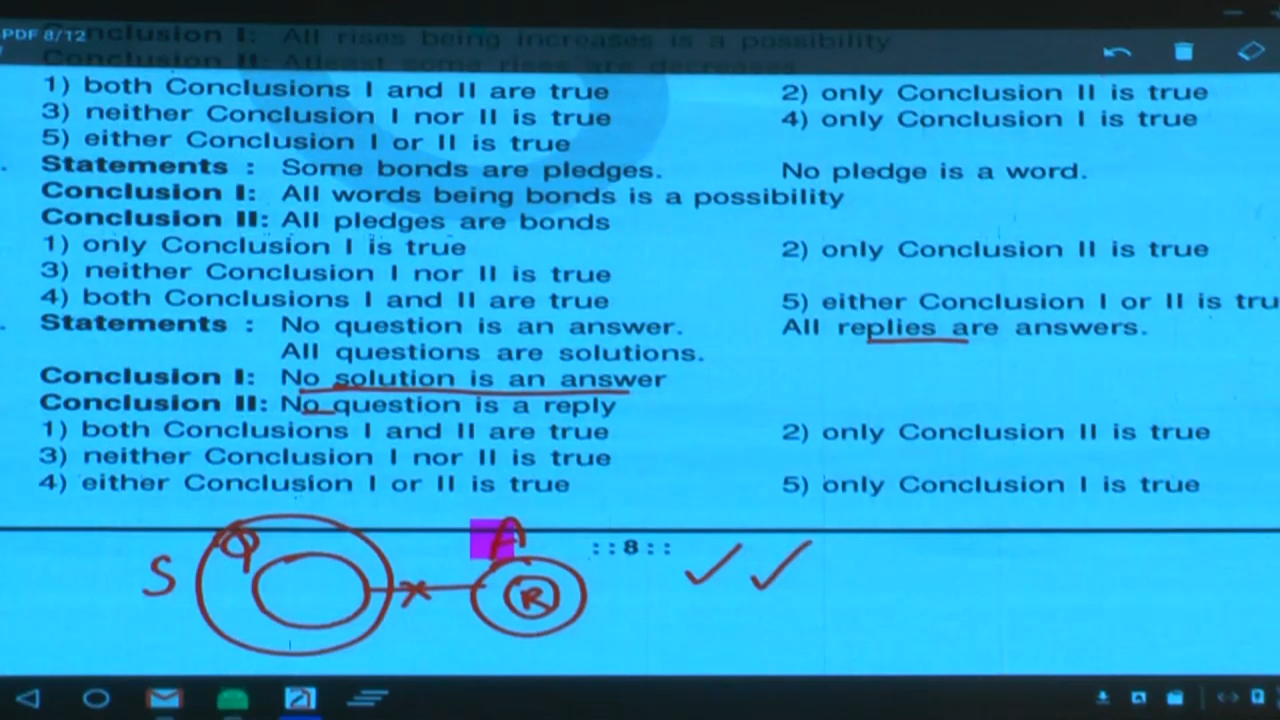 PDF 8/12
Conclusion I: All rises being increases is a possibility
Conclusion II: Atleast some rises are decreases
1) both Conclusions I and II are true 2) only Conclusion II is true
3) neither Conclusion I nor II is true 4) only Conclusion I is true
5) either Conclusion I or II is true
Statements : Some bonds are pledges. No pledge is a word.
Conclusion I: All words being bonds is a possibility
Conclusion II: All pledges are bonds
1) only Conclusion I is true 2) only Conclusion II is true
3) neither Conclusion I nor II is true
4) both Conclusions I and II are true 5) either Conclusion I or II is tru
Statements : No question is an answer. All replies are answers.
All questions are solutions.
Conclusion I: No solution is an answer
Conclusion II: No question is a reply
1) both Conclusions I and II are true 2) only Conclusion II is true
3) neither Conclusion I nor II is true
4) either Conclusion I or II is true 5) only Conclusion I is true
::8::
S Q A R